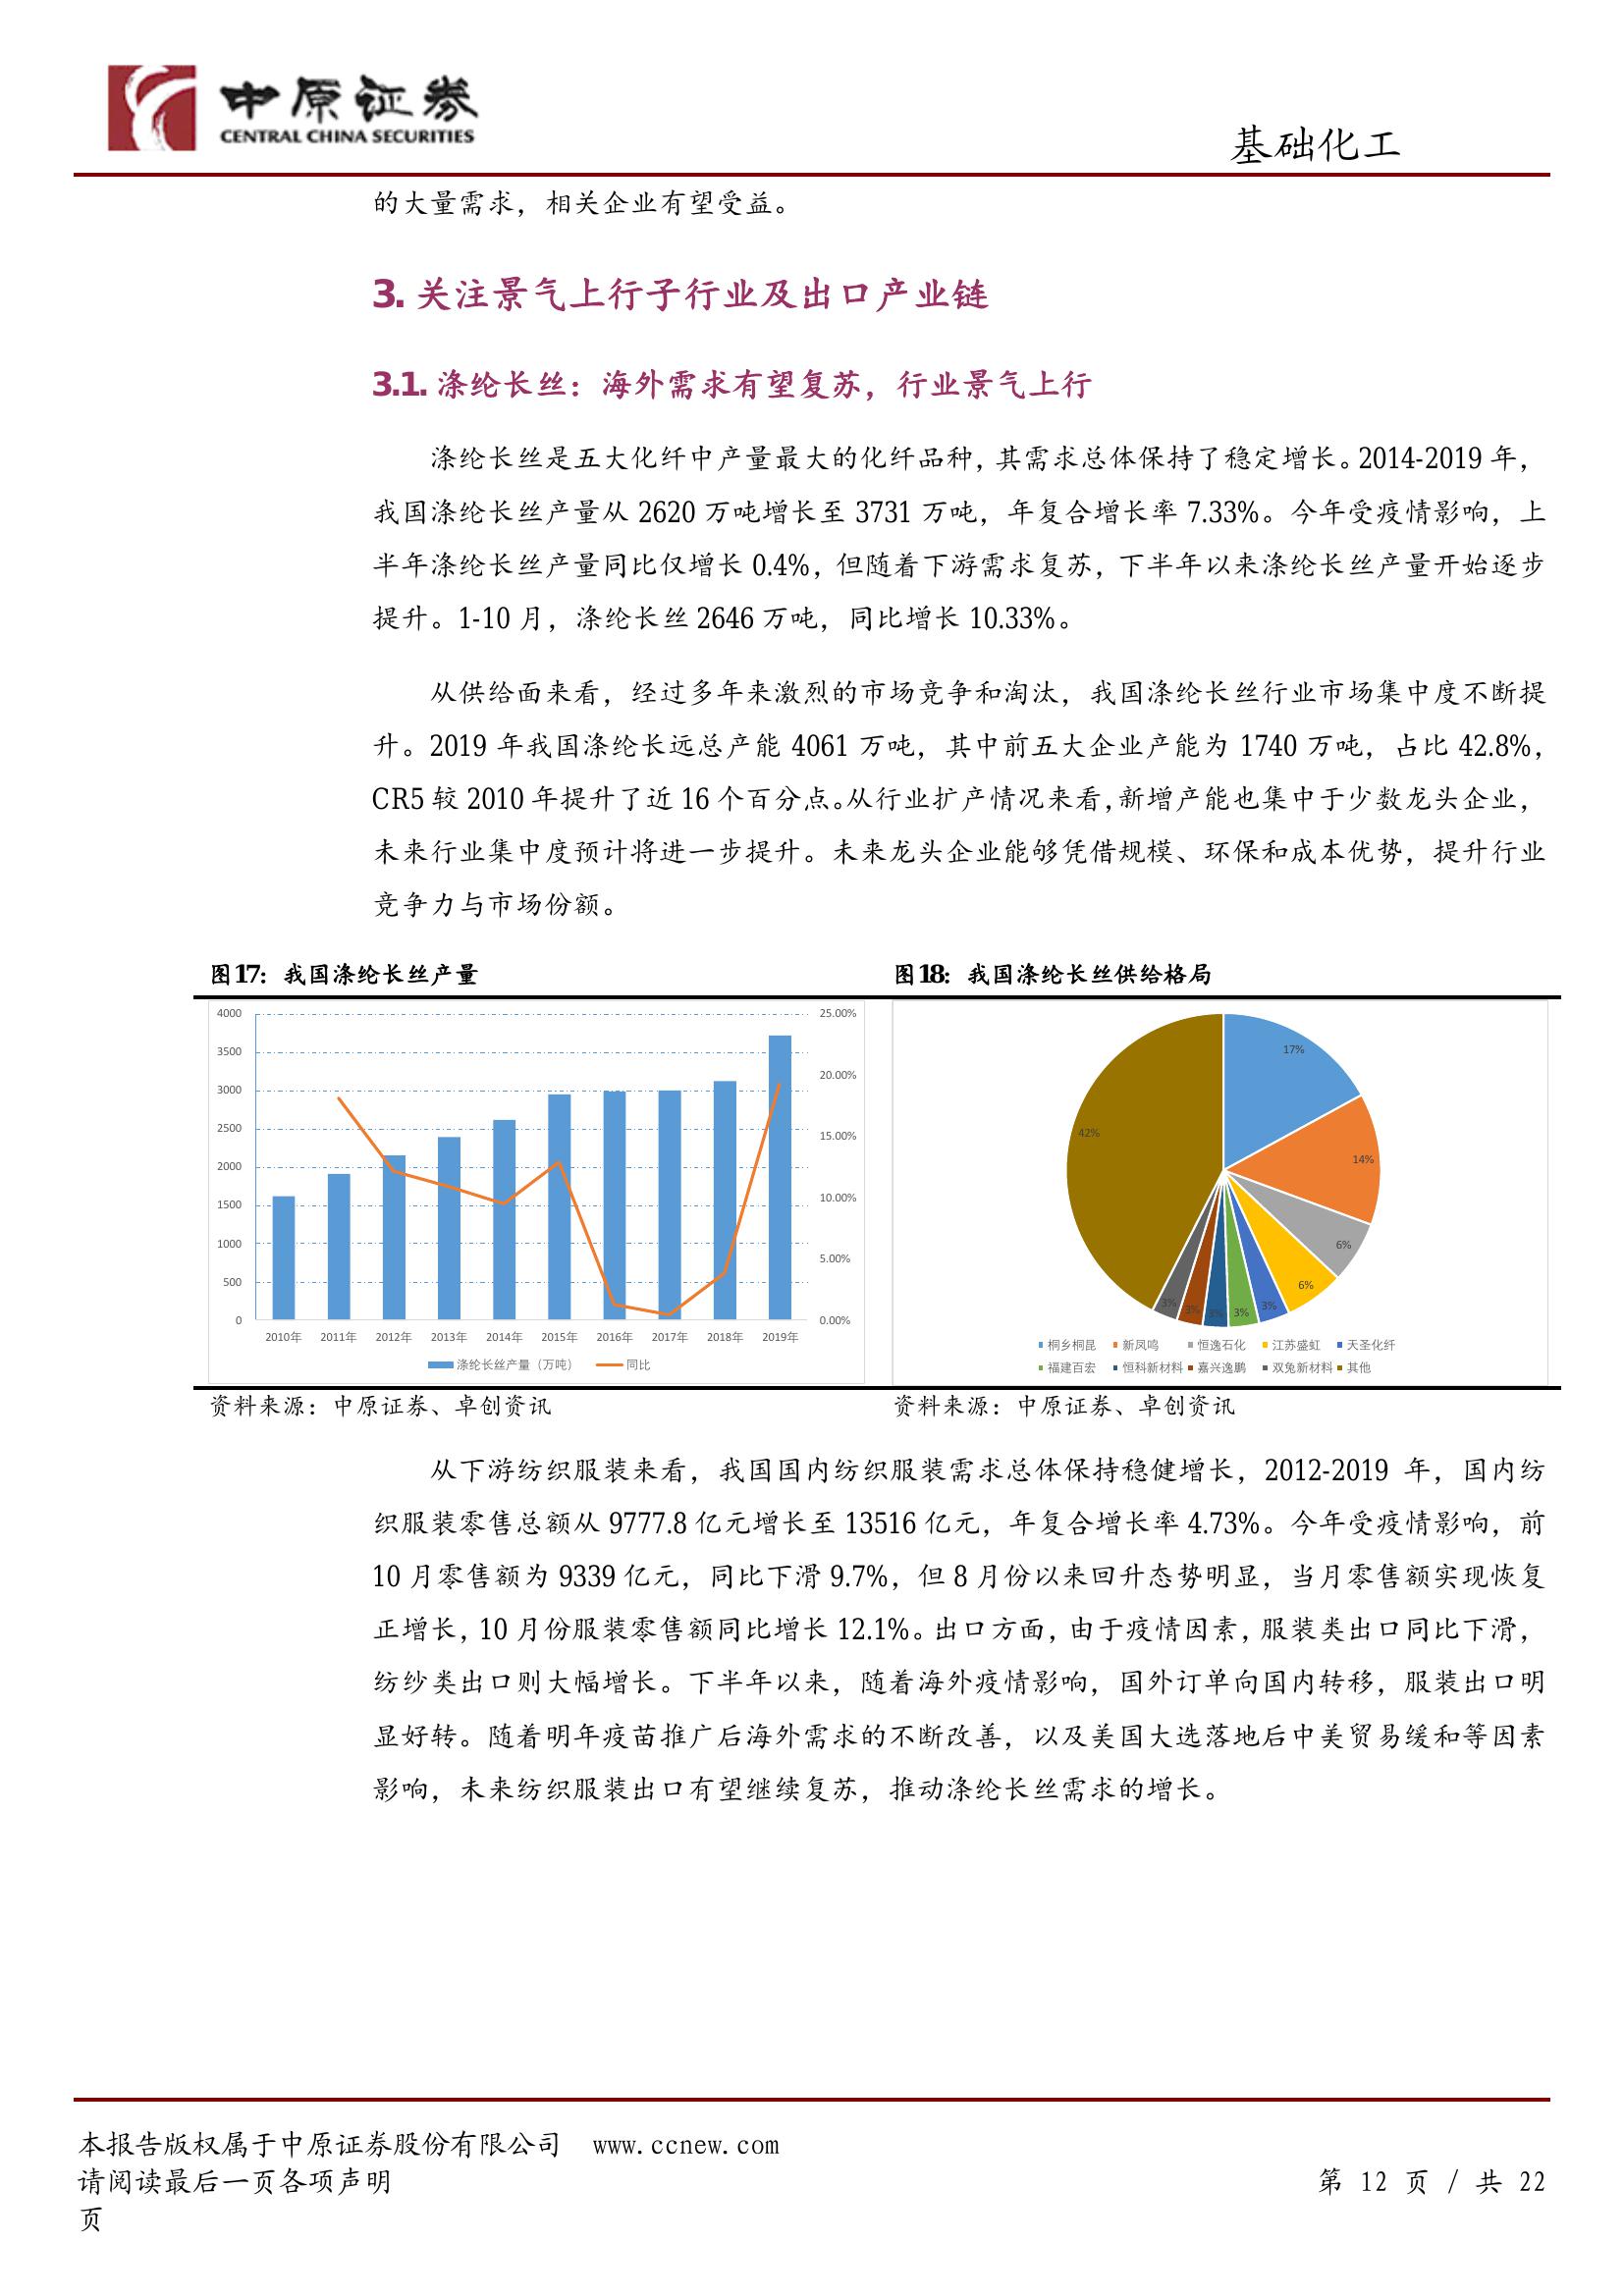 中原证券
CENTRAL CHINA SECURITIES
基础化工
的大量需求，相关企业有望受益。
3. 关注景气上行子行业及出口产业链
3.1. 涤纶长丝：海外需求有望复苏，行业景气上行
涤纶长丝是五大化纤中产量最大的化纤品种，其需求总体保持了稳定增长。2014-2019 年，
我国涤纶长丝产量从 2620 万吨增长至 3731 万吨，年复合增长率 7.33%。今年受疫情影响，上
半年涤纶长丝产量同比仅增长 0.4%，但随着下游需求复苏，下半年以来涤纶长丝产量开始逐步
提升。1-10 月，涤纶长丝 2646 万吨，同比增长 10.33%。
从供给面来看，经过多年来激烈的市场竞争和淘汰，我国涤纶长丝行业市场集中度不断提
升。2019 年我国涤纶长远总产能 4061 万吨，其中前五大企业产能为 1740 万吨，占比 42.8%，
CR5 较 2010 年提升了近 16 个百分点。从行业扩产情况来看，新增产能也集中于少数龙头企业，
未来行业集中度预计将进一步提升。未来龙头企业能够凭借规模、环保和成本优势，提升行业
竞争力与市场份额。
图17：我国涤纶长丝产量
4000
3500
3000
2500
2000
1500
1000
500
0
25.00%
20.00%
15.00%
10.00%
5.00%
0.00%
2010年 2011年 2012年 2013年 2014年 2015年 2016年 2017年 2018年 2019年
涤纶长丝产量（万吨） 同比
资料来源：中原证券、卓创资讯
图18：我国涤纶长丝供给格局
17%
14%
6%
6%
3%
3%
3%
3%
3%
42%
桐乡桐昆 新凤鸣 恒逸石化 江苏盛虹 天圣化纤
福建百宏 恒科新材料 嘉兴逸鹏 双兔新材料 其他
资料来源：中原证券、卓创资讯
从下游纺织服装来看，我国国内纺织服装需求总体保持稳健增长，2012-2019 年，国内纺
织服装零售总额从 9777.8 亿元增长至 13516 亿元，年复合增长率 4.73%。今年受疫情影响，前
10 月零售额为 9339 亿元，同比下滑 9.7%，但 8 月份以来回升态势明显，当月零售额实现恢复
正增长，10 月份服装零售额同比增长 12.1%。出口方面，由于疫情因素，服装类出口同比下滑，
纺纱类出口则大幅增长。下半年以来，随着海外疫情影响，国外订单向国内转移，服装出口明
显好转。随着明年疫苗推广后海外需求的不断改善，以及美国大选落地后中美贸易缓和等因素
影响，未来纺织服装出口有望继续复苏，推动涤纶长丝需求的增长。
本报告版权属于中原证券股份有限公司 www.ccnew.com
请阅读最后一页各项声明 第 12 页 / 共 22
页